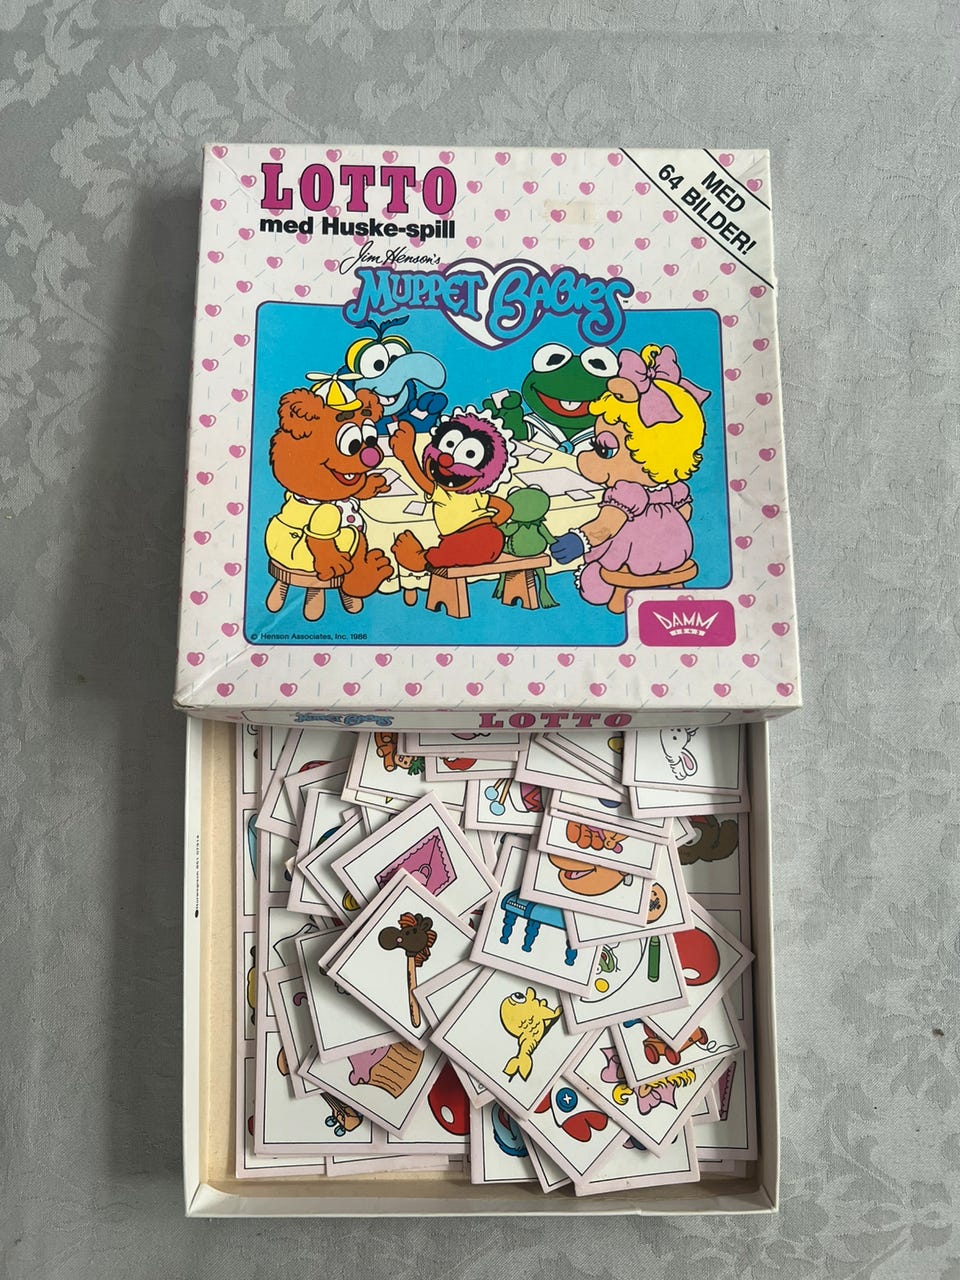 LOTTO
med Huske-spill
MED
64 BILDER!
Jim Henson's
MUPPET BABIES
© Henson Associates, Inc. 1986
DAMM
MUPPET BABIES
LOTTO